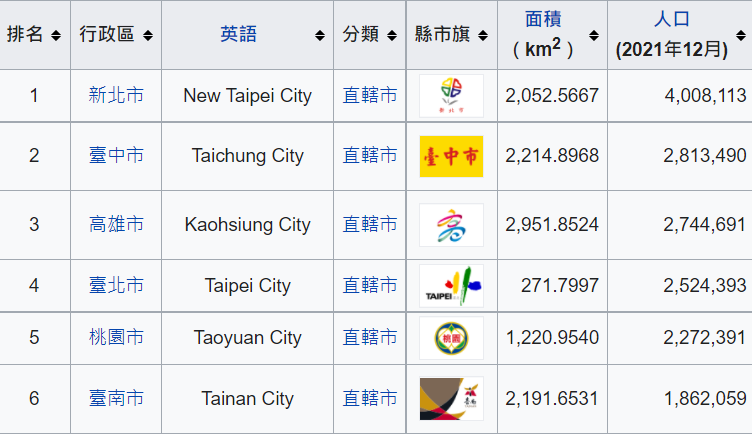 排名 行政區 英語 分類 縣市旗 面積 （km2） 人口 (2021年12月)
1 新北市 New Taipei City 直轄市 新北市 2,052.5667 4,008,113
2 臺中市 Taichung City 直轄市 臺中市 2,214.8968 2,813,490
3 高雄市 Kaohsiung City 直轄市 2,951.8524 2,744,691
4 臺北市 Taipei City 直轄市 TAIPEI 271.7997 2,524,393
5 桃園市 Taoyuan City 直轄市 桃園 1,220.9540 2,272,391
6 臺南市 Tainan City 直轄市 臺南 2,191.6531 1,862,059